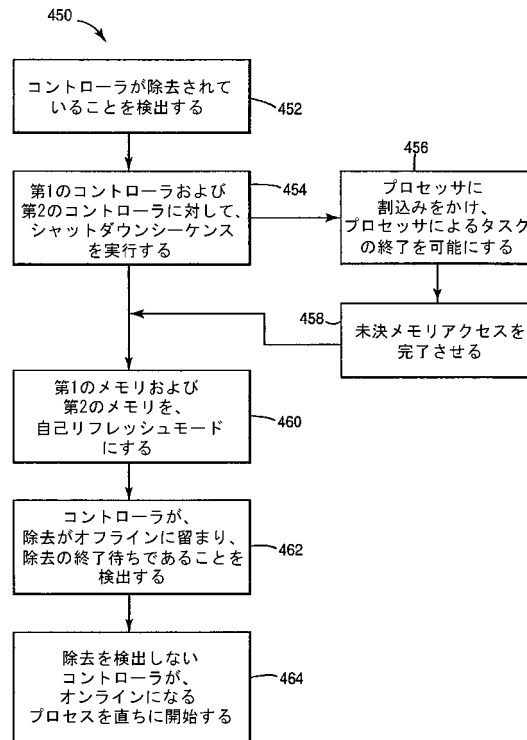 450
コントローラが除去されて
いることを検出する
452
第1のコントローラおよび
第2のコントローラに対して、
シャットダウンシーケンス
を実行する
454
456
プロセッサに
割込みをかけ、
プロセッサによるタスク
の終了を可能にする
458
未決メモリアクセスを
完了させる
第1のメモリおよび
第2のメモリを、
自己リフレッシュモード
にする
460
コントローラが、
除去がオフラインに留まり、
除去の終了待ちであることを
検出する
462
除去を検出しない
コントローラが、
オンラインになる
プロセスを直ちに開始する
464